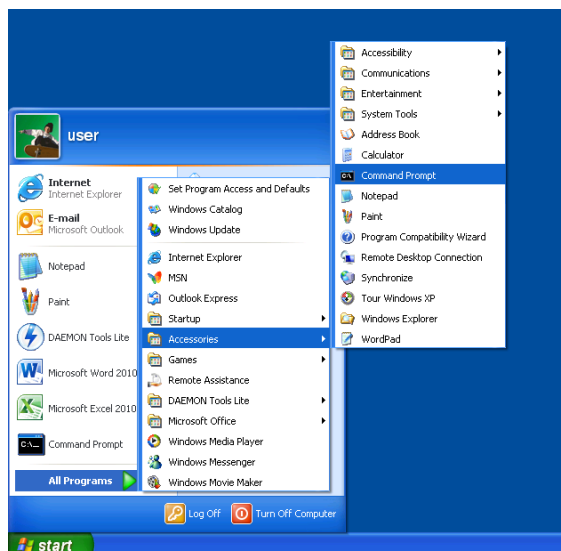 user
Internet
Internet Explorer
E-mail
Microsoft Outlook
Notepad
Paint
DAEMON Tools Lite
Microsoft Word 2010
Microsoft Excel 2010
Command Prompt
All Programs
Set Program Access and Defaults
Windows Catalog
Windows Update
Internet Explorer
MSN
Outlook Express
Startup
Accessories
Games
Remote Assistance
DAEMON Tools Lite
Microsoft Office
Windows Media Player
Windows Messenger
Windows Movie Maker
Accessibility
Communications
Entertainment
System Tools
Address Book
Calculator
Command Prompt
Notepad
Paint
Program Compatibility Wizard
Remote Desktop Connection
Synchronize
Tour Windows XP
Windows Explorer
WordPad
Log Off
Turn Off Computer
start